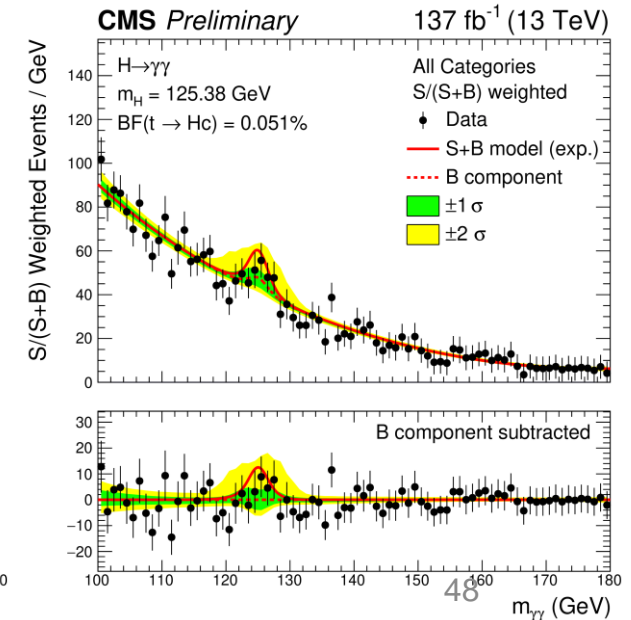 CMS Preliminary 137 fb⁻¹ (13 TeV)
S/(S+B) Weighted Events / GeV
140
120
100
80
60
40
20
0
H→γγ
m_H = 125.38 GeV
BF(t → Hc) = 0.051%
All Categories
S/(S+B) weighted
Data
S+B model (exp.)
B component
±1 σ
±2 σ
30
20
10
0
−10
−20
B component subtracted
0
100 110 120 130 140 150 160 170 180
48
m_γγ (GeV)